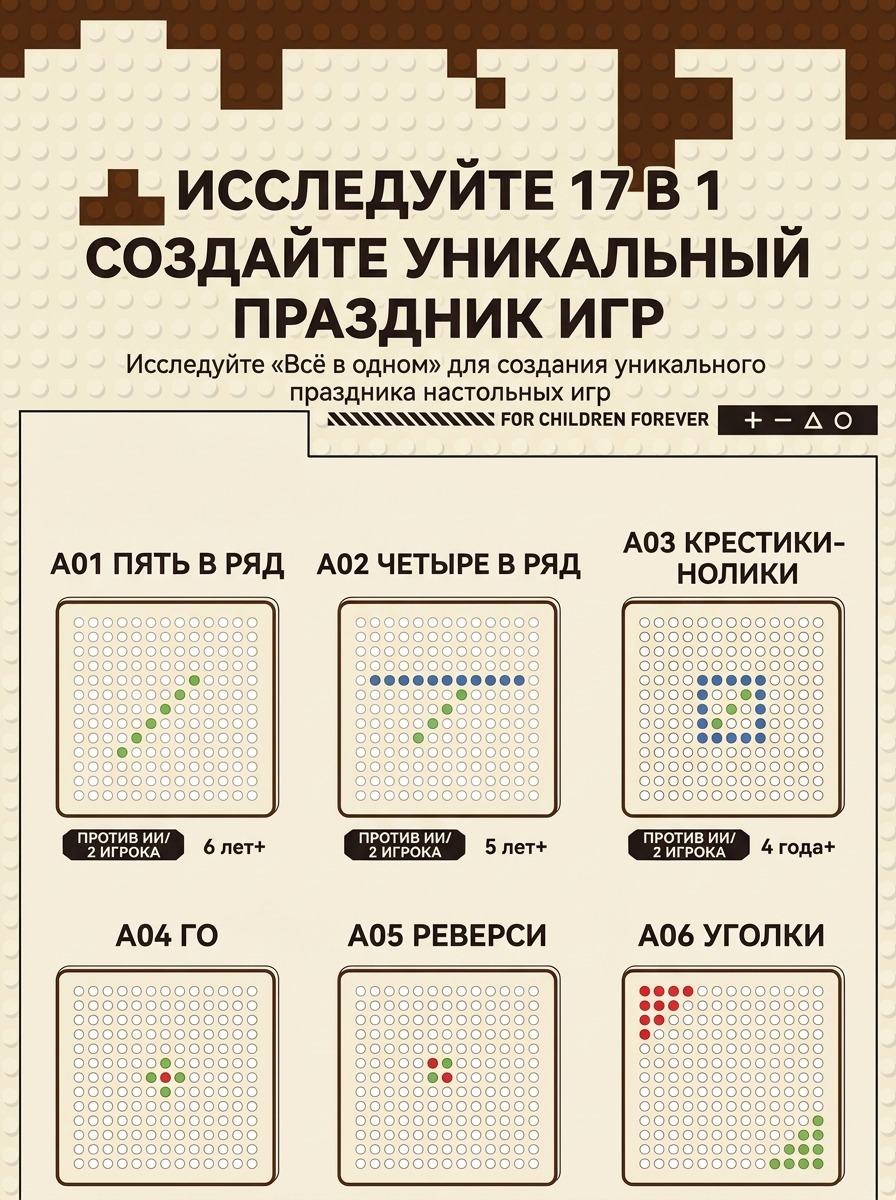 ИССЛЕДУЙТЕ 17 В 1
СОЗДАЙТЕ УНИКАЛЬНЫЙ
ПРАЗДНИК ИГР
Исследуйте «Всё в одном» для создания уникального
праздника настольных игр
FOR CHILDREN FOREVER
A01 ПЯТЬ В РЯД
A02 ЧЕТЫРЕ В РЯД
A03 КРЕСТИКИ-
НОЛИКИ
ПРОТИВ ИИ/
2 ИГРОКА
6 лет+
ПРОТИВ ИИ/
2 ИГРОКА
5 лет+
ПРОТИВ ИИ/
2 ИГРОКА
4 года+
A04 ГО
A05 РЕВЕРСИ
A06 УГОЛКИ